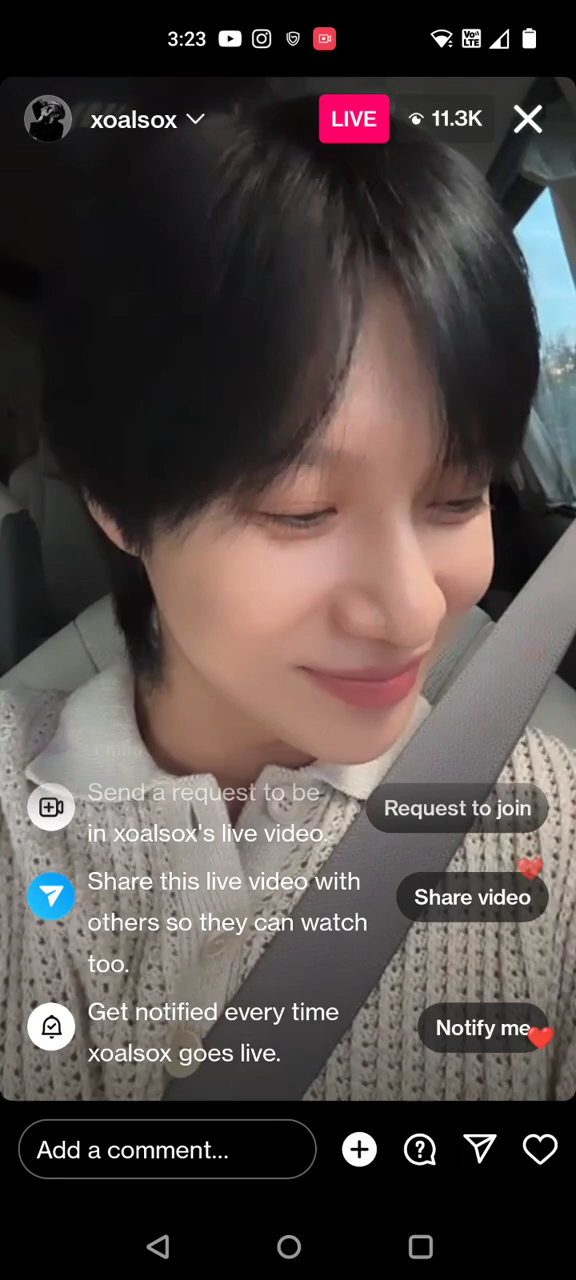 3:23
Vo
LTE
xoalsox
LIVE
11.3K
Send a request to be
in xoalsox's live video.
Request to join
Share this live video with
others so they can watch
too.
Share video
Get notified every time
xoalsox goes live.
Notify me
Add a comment...